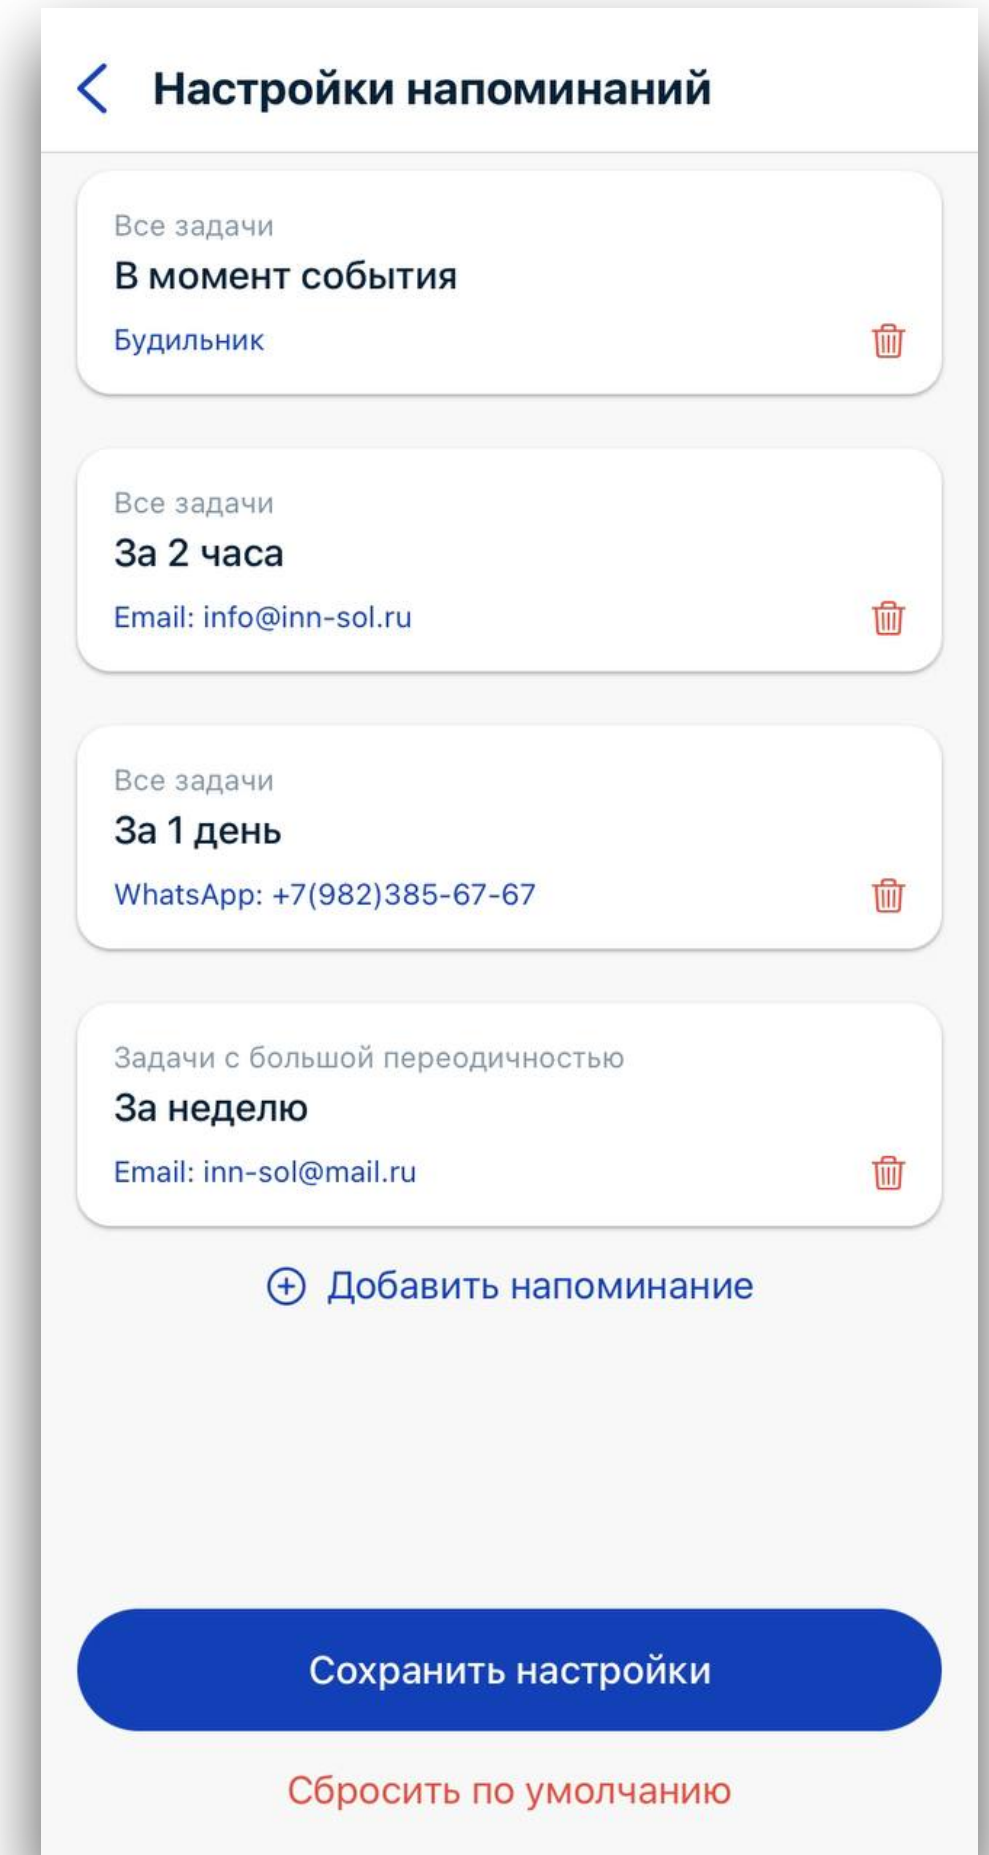 Настройки напоминаний
Все задачи
В момент события
Будильник
Все задачи
За 2 часа
Email: info@inn-sol.ru
Все задачи
За 1 день
WhatsApp: +7(982)385-67-67
Задачи с большой переодичностью
За неделю
Email: inn-sol@mail.ru
Добавить напоминание
Сохранить настройки
Сбросить по умолчанию